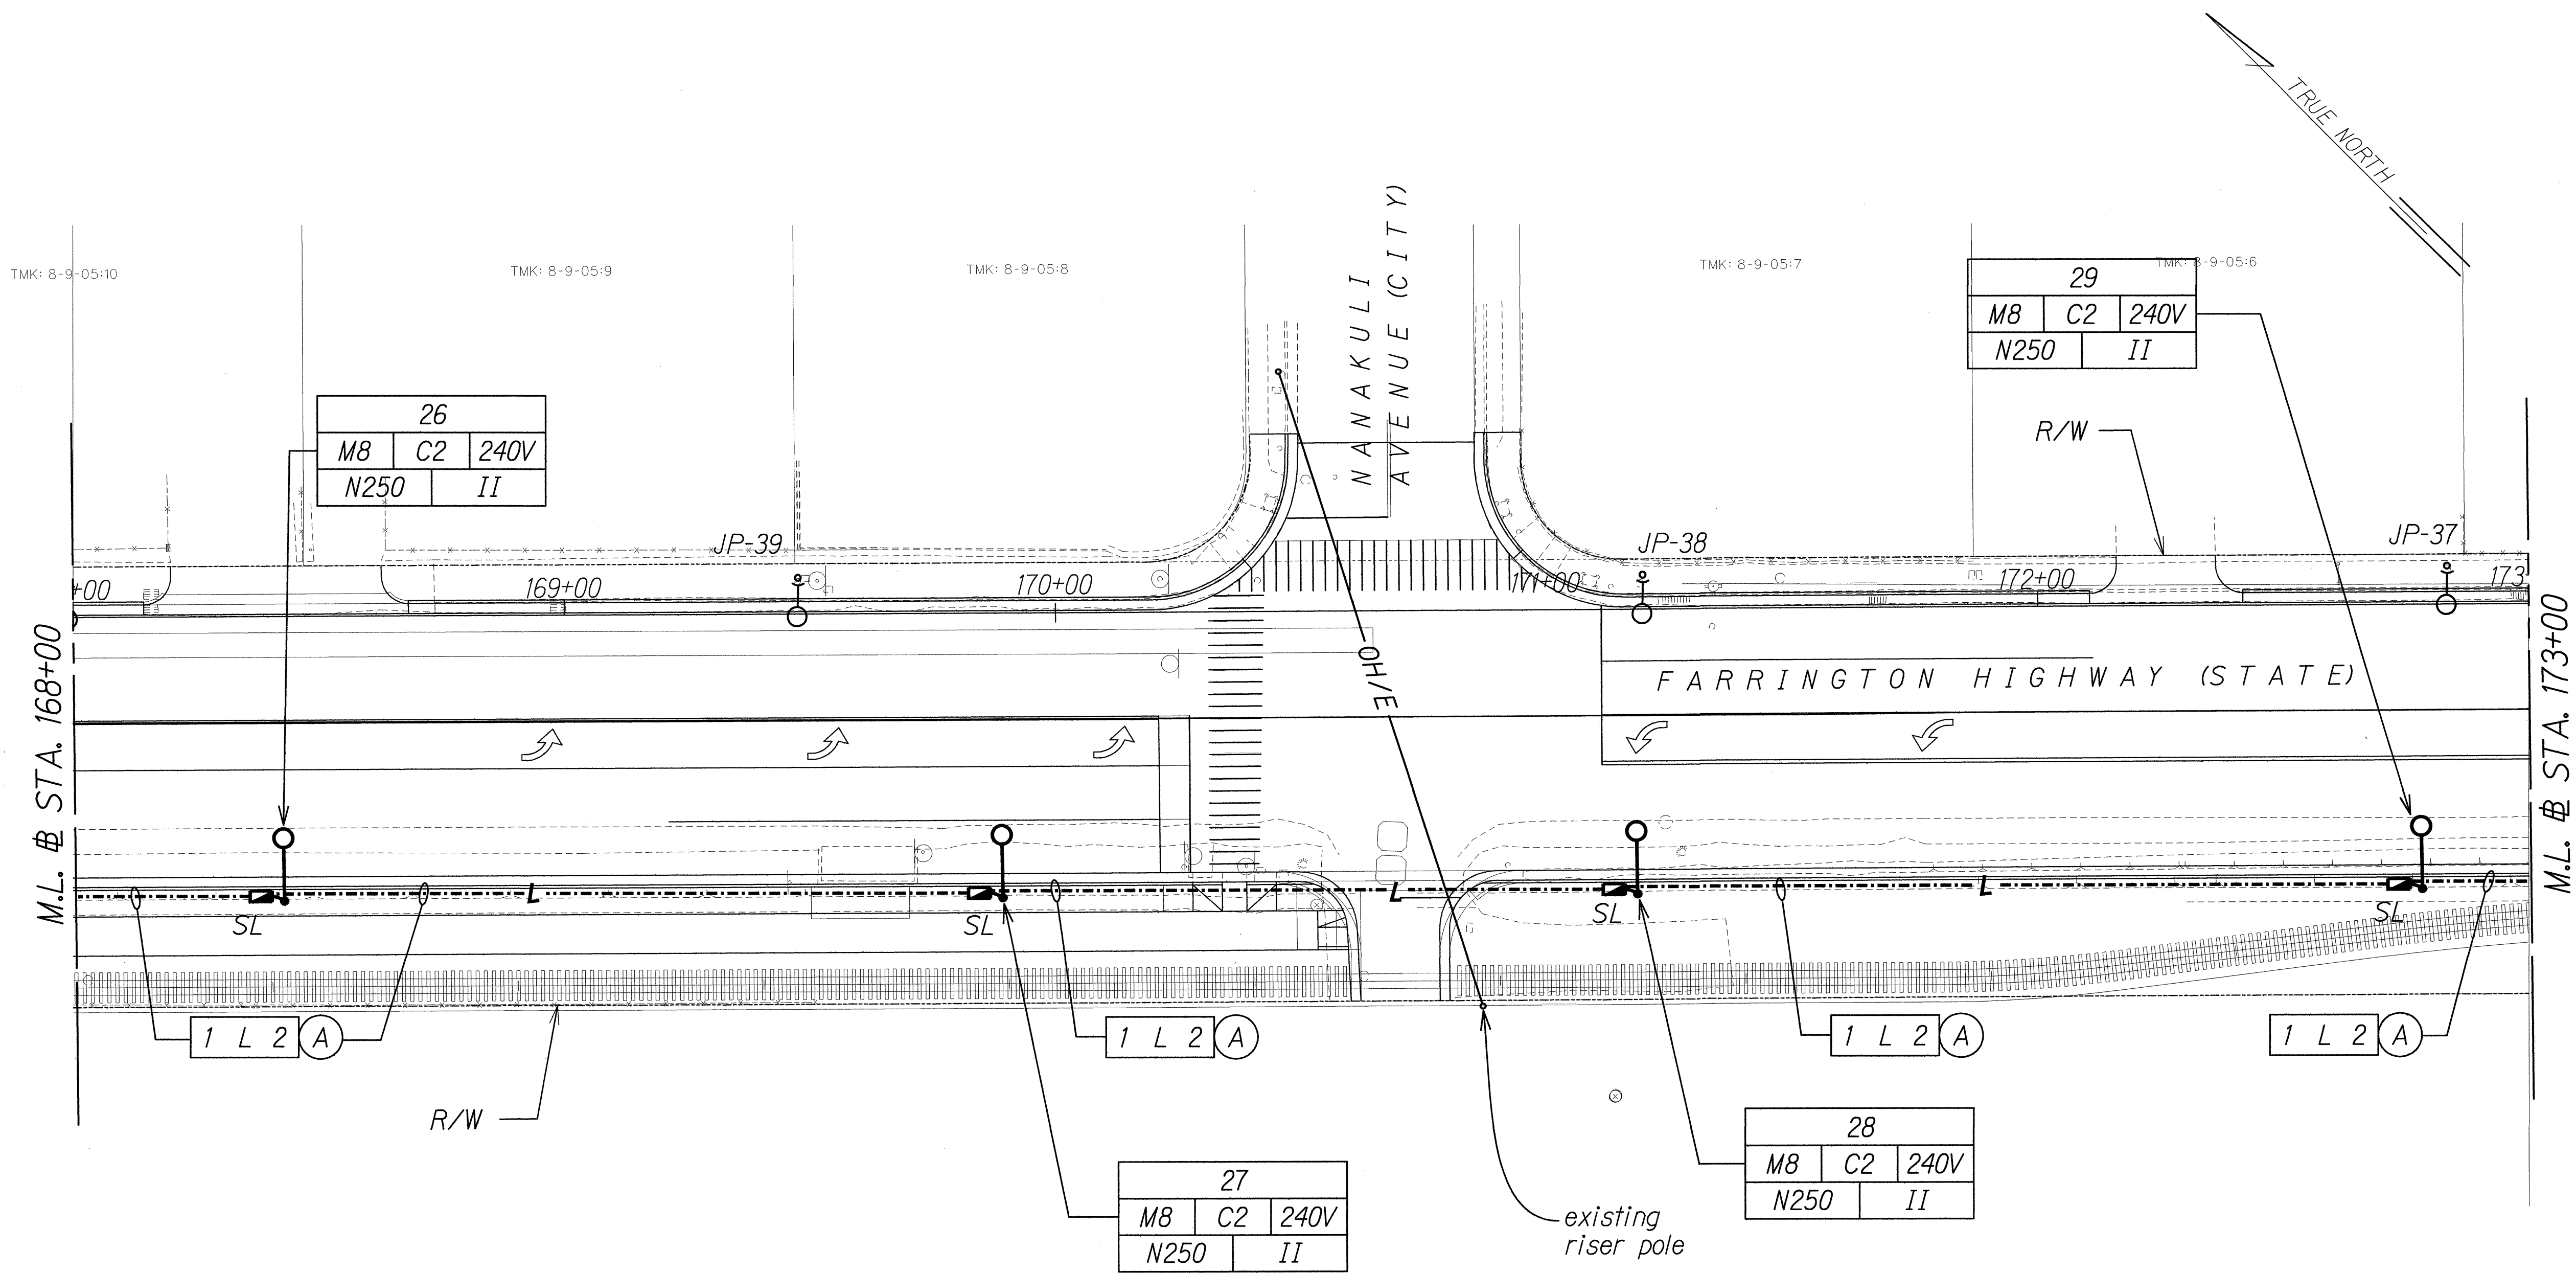 TRUE NORTH
TMK: 8-9-05:10
TMK: 8-9-05:9
TMK: 8-9-05:8
NANAKULI
AVENUE (CITY)
TMK: 8-9-05:7
TMK: 8-9-05:6
29
M8 C2 240V
N250 II
26
M8 C2 240V
N250 II
R/W
JP-39
JP-38
JP-37
+00
169+00
170+00
171+00
172+00
173
M.L. STA. 168+00
OH/E
FARRINGTON HIGHWAY (STATE)
M.L. STA. 173+00
L
L
L
SL
SL
SL
SL
1 L 2 A
1 L 2 A
1 L 2 A
1 L 2 A
R/W
28
M8 C2 240V
N250 II
27
M8 C2 240V
N250 II
existing
riser pole